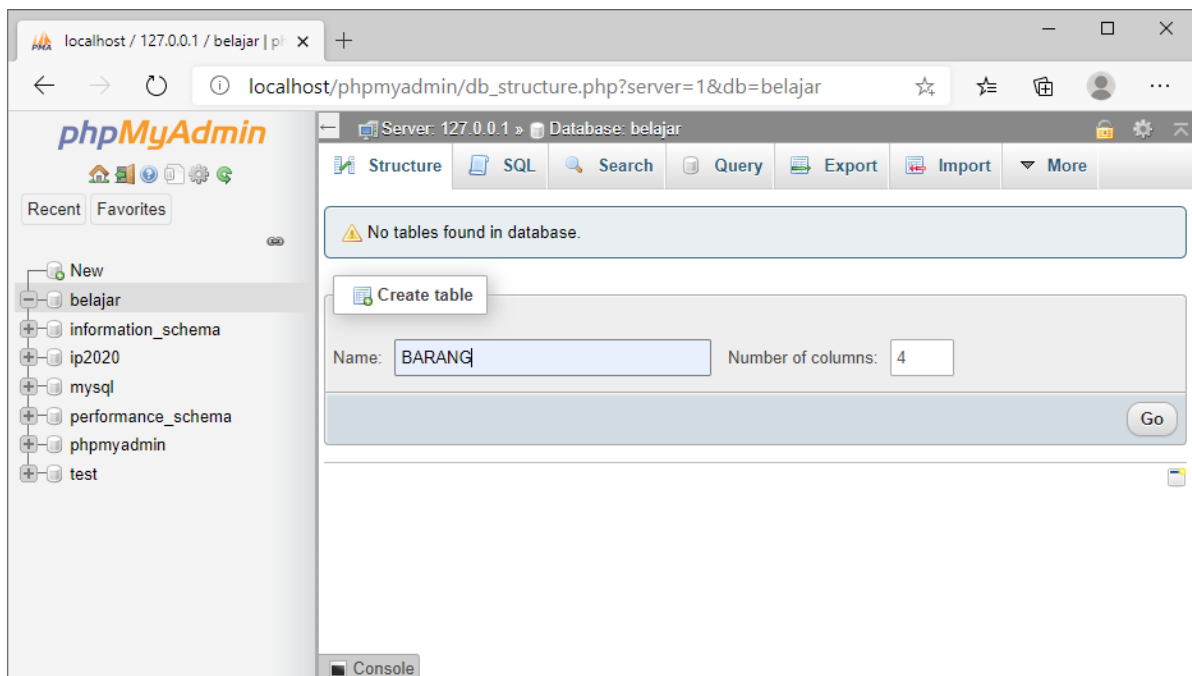 localhost / 127.0.0.1 / belajar | ph
localhost/phpmyadmin/db_structure.php?server=1&db=belajar
phpMyAdmin
Recent Favorites
New
belajar
information_schema
ip2020
mysql
performance_schema
phpmyadmin
test
Server: 127.0.0.1 » Database: belajar
Structure SQL Search Query Export Import More
No tables found in database.
Create table
Name: BARANG Number of columns: 4
Go
Console